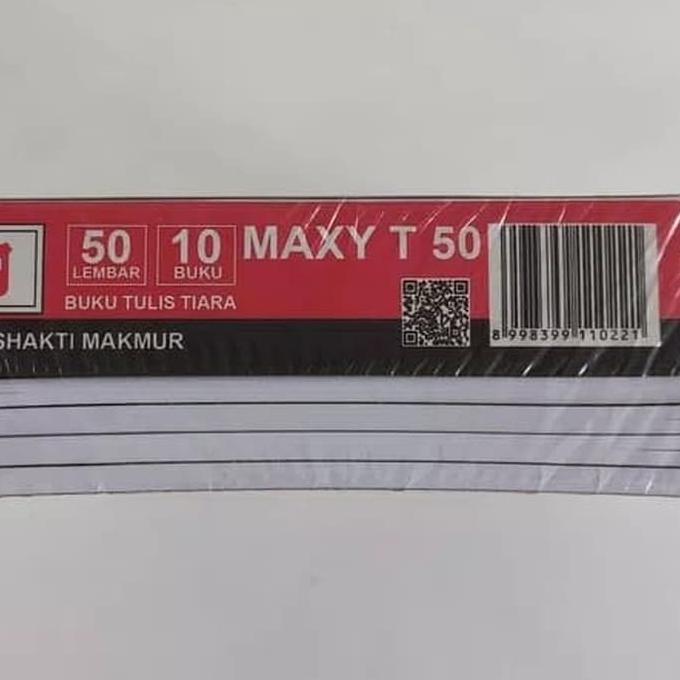 50
LEMBAR
10
BUKU
MAXY T 50
BUKU TULIS TIARA
SHAKTI MAKMUR
8 998399 110221